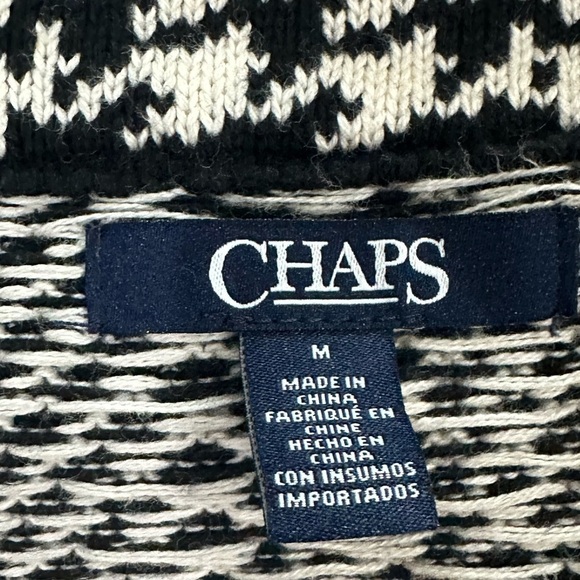 CHAPS
M
MADE IN
CHINA
FABRIQUÉ EN
CHINE
HECHO EN
CHINA
CON INSUMOS
IMPORTADOS